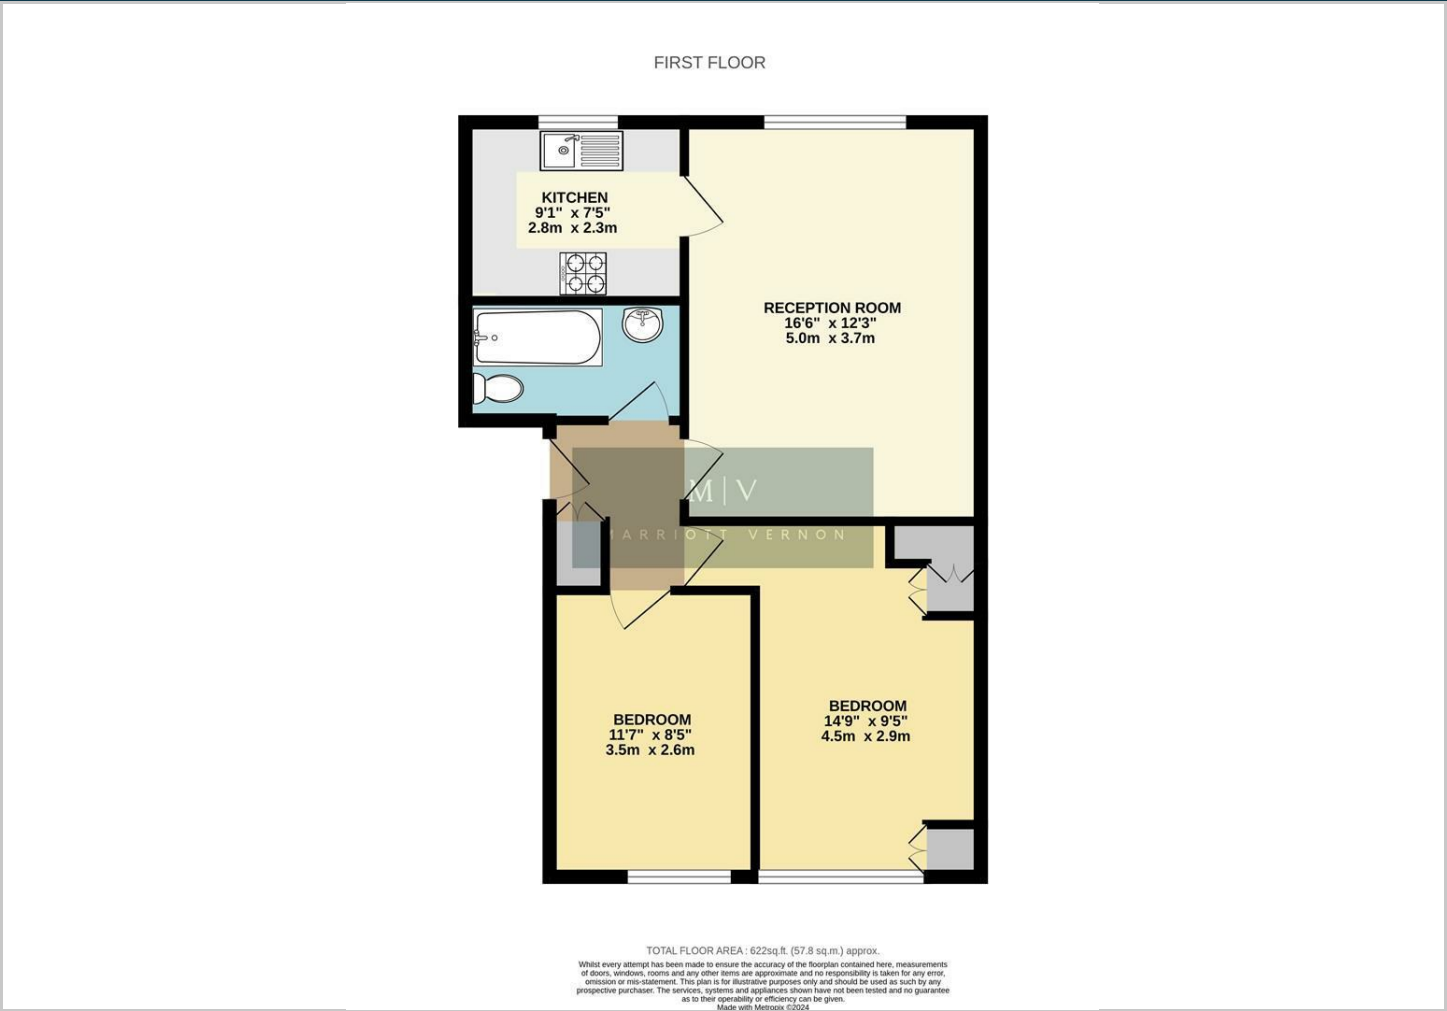 FIRST FLOOR
KITCHEN
9'1" x 7'5"
2.8m x 2.3m
RECEPTION ROOM
16'6" x 12'3"
5.0m x 3.7m
M|V
MARRIOTT VERNON
BEDROOM
14'9" x 9'5"
4.5m x 2.9m
BEDROOM
11'7" x 8'5"
3.5m x 2.6m
TOTAL FLOOR AREA : 622sq.ft. (57.8 sq.m.) approx.
Whilst every attempt has been made to ensure the accuracy of the floorplan contained here, measurements
of doors, windows, rooms and any other items are approximate and no responsibility is taken for any error,
omission or mis-statement. This plan is for illustrative purposes only and should be used as such by any
prospective purchaser. The services, systems and appliances shown have not been tested and no guarantee
as to their operability or efficiency can be given.
Made with Metropix ©2024